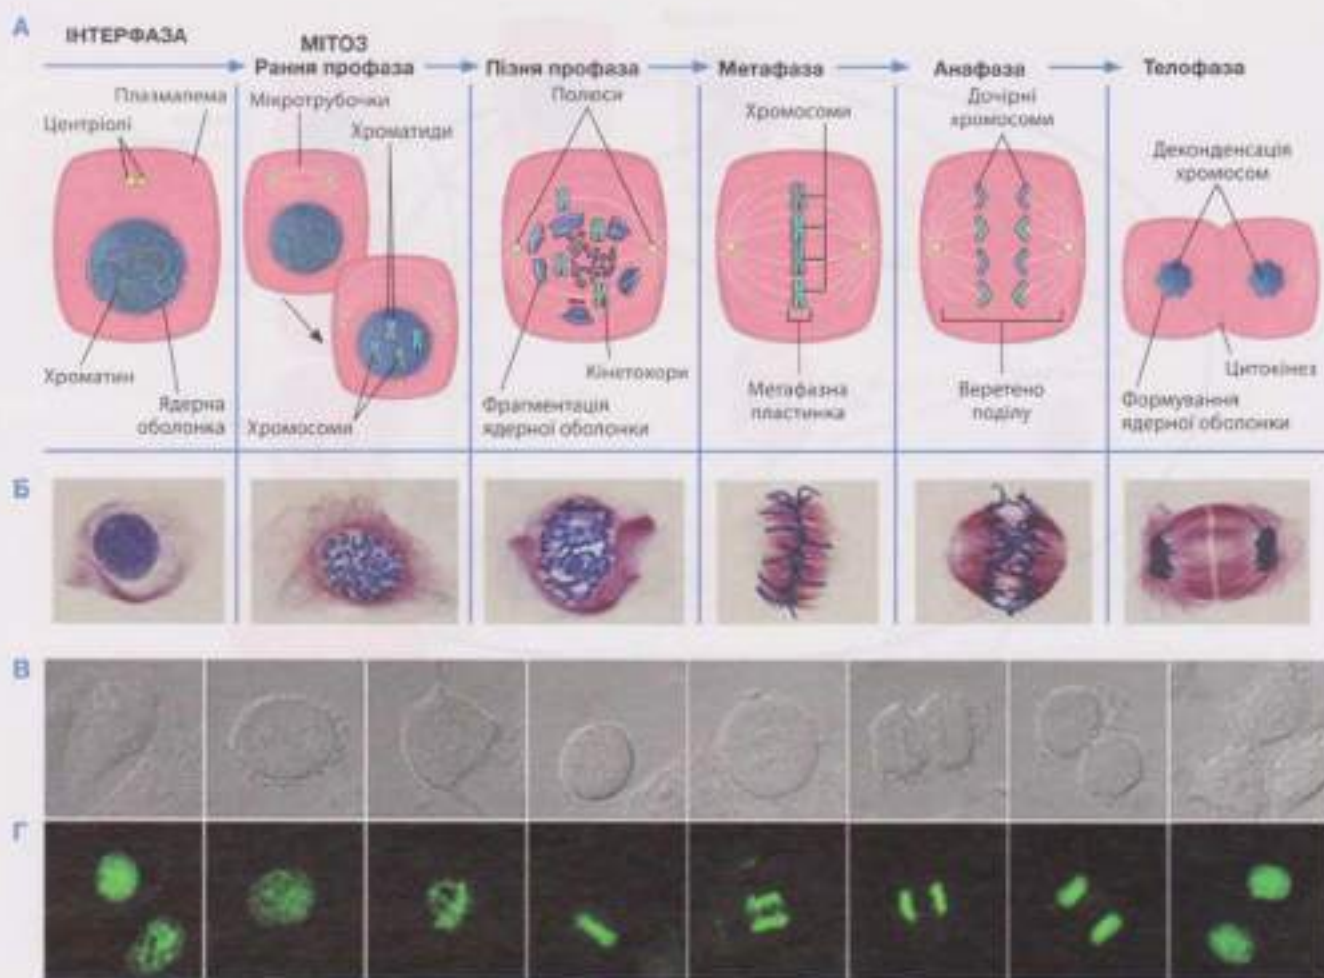 А
ІНТЕРФАЗА
МІТОЗ
Рання профаза
Пізня профаза
Метафаза
Анафаза
Телофаза
Плазмалема
Центріолі
Хроматин
Ядерна
оболонка
Мікротрубочки
Хроматиди
Хромосоми
Полюси
Кінетохори
Фрагментація
ядерної оболонки
Хромосоми
Метафазна
пластинка
Дочірні
хромосоми
Веретено
поділу
Деконденсація
хромосом
Цитокінез
Формування
ядерної оболонки
Б
В
Г